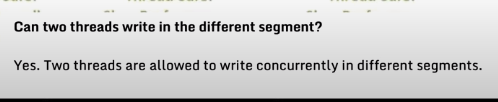 Can two threads write in the different segment?
Yes. Two threads are allowed to write concurrently in different segments.